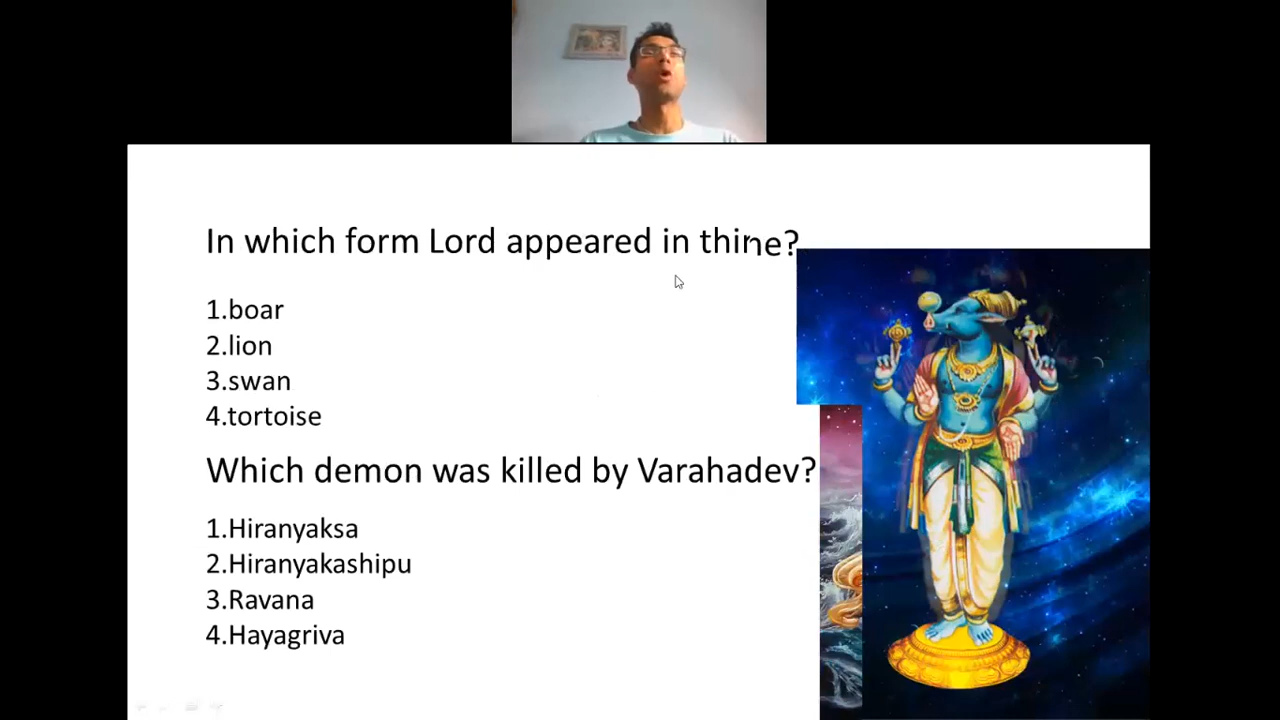 In which form Lord appeared in
1.boar
2.lion
3.swan
4.tortoise
Which demon was killed by Varahadev?
1.Hiranyaksa
2.Hiranyakashipu
3.Ravana
4.Hayagriva